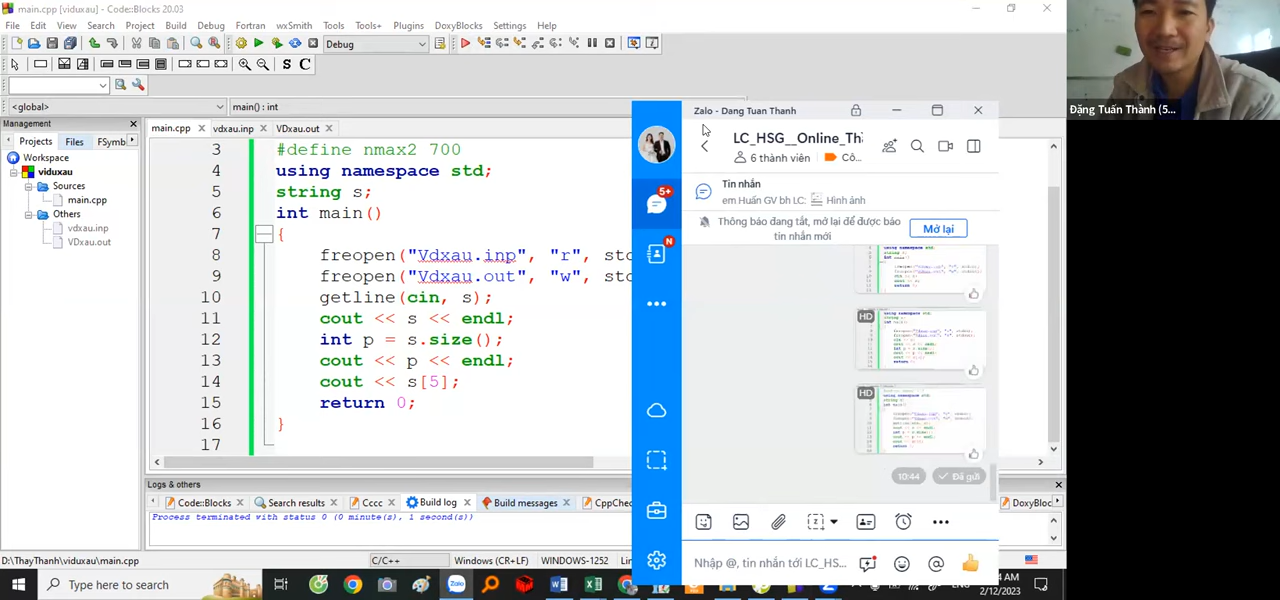 main.cpp - Code::Blocks 20.03
File Edit View Search Project Build Debug Fortran wxSmith Tools Tools+ Plugins DoxyBlocks Settings Help
Debug
S C
<global> main() : int
Management
Projects Files FSymb
Workspace
viduxau
Sources
main.cpp
Others
vdxau.inp
VDxau.out
main.cpp vdxau.inp VDxau.out
3 #define nmax2 700
4 using namespace std;
5 string s;
6 int main()
7 {
8 freopen("Vdxau.inp", "r", stc
9 freopen("Vdxau.out", "w", stc
10 getline(cin, s);
11 cout << s << endl;
12 int p = s.size();
13 cout << p << endl;
14 cout << s[5];
15 return 0;
16 }
17
Logs & others
Code::Blocks Search results Cccc Build log Build messages CppChe DoxyBlo
Process terminated with status 0 (0 minute(s), 1 second(s))
D:\ThayThanh\viduxau\main.cpp C/C++ Windows (CR+LF) WINDOWS-1252
Zalo - Dang Tuan Thanh
5+
N
LC_HSG__Online_Th
6 thành viên Cô...
Tin nhắn
em Huấn GV bh LC: Hình ảnh
Thông báo đang tắt, mở lại để được báo
tin nhắn mới
Mở lại
HD
HD
10:44 Đã gửi
Nhập @, tin nhắn tới LC_HS...
Đặng Tuấn Thành (5...
Type here to search
4 AM
2/12/2023